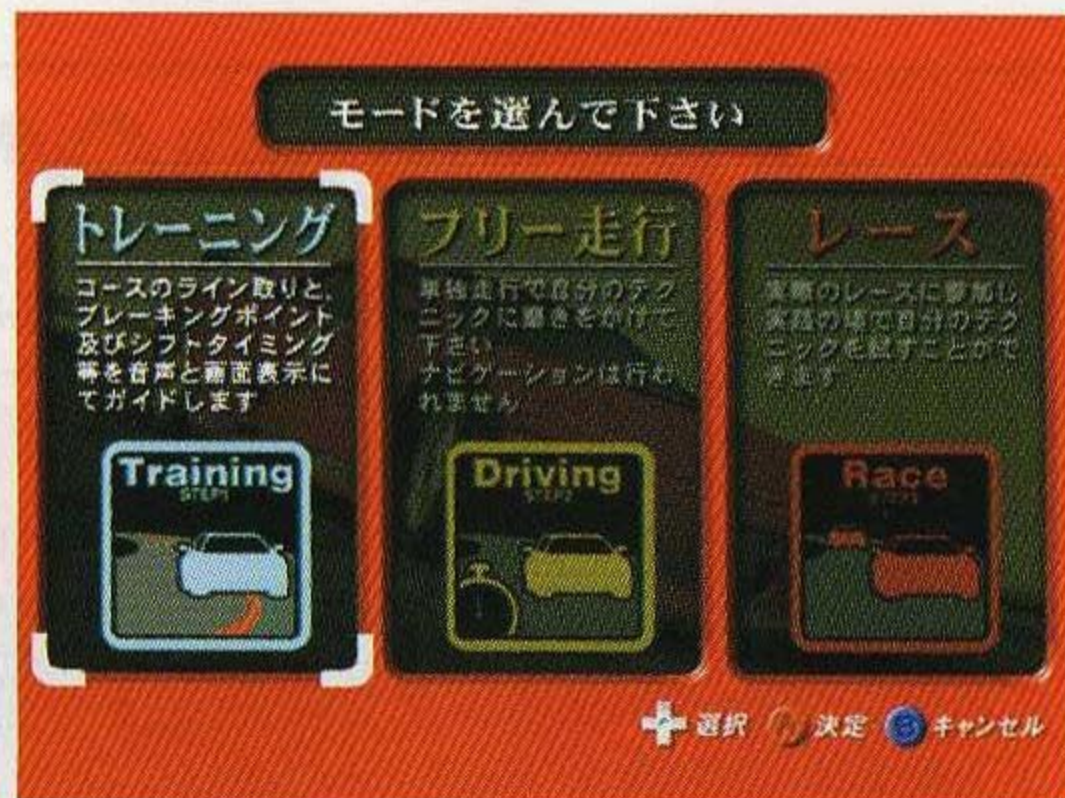 モードを選んで下さい
トレーニング
コースのライン取りと、
ブレーキングポイント
及びシフトタイミング
等を音声と画面表示に
てガイドします
Training
STEP1
フリー走行
単独走行で自分のテク
ニックに磨きをかけて
下さい
ナビゲーションは行わ
れません
Driving
STEP2
レース
実際のレースに参加し
実践の場で自分のテク
ニックを試すことがで
きます
Race
選択
決定
キャンセル